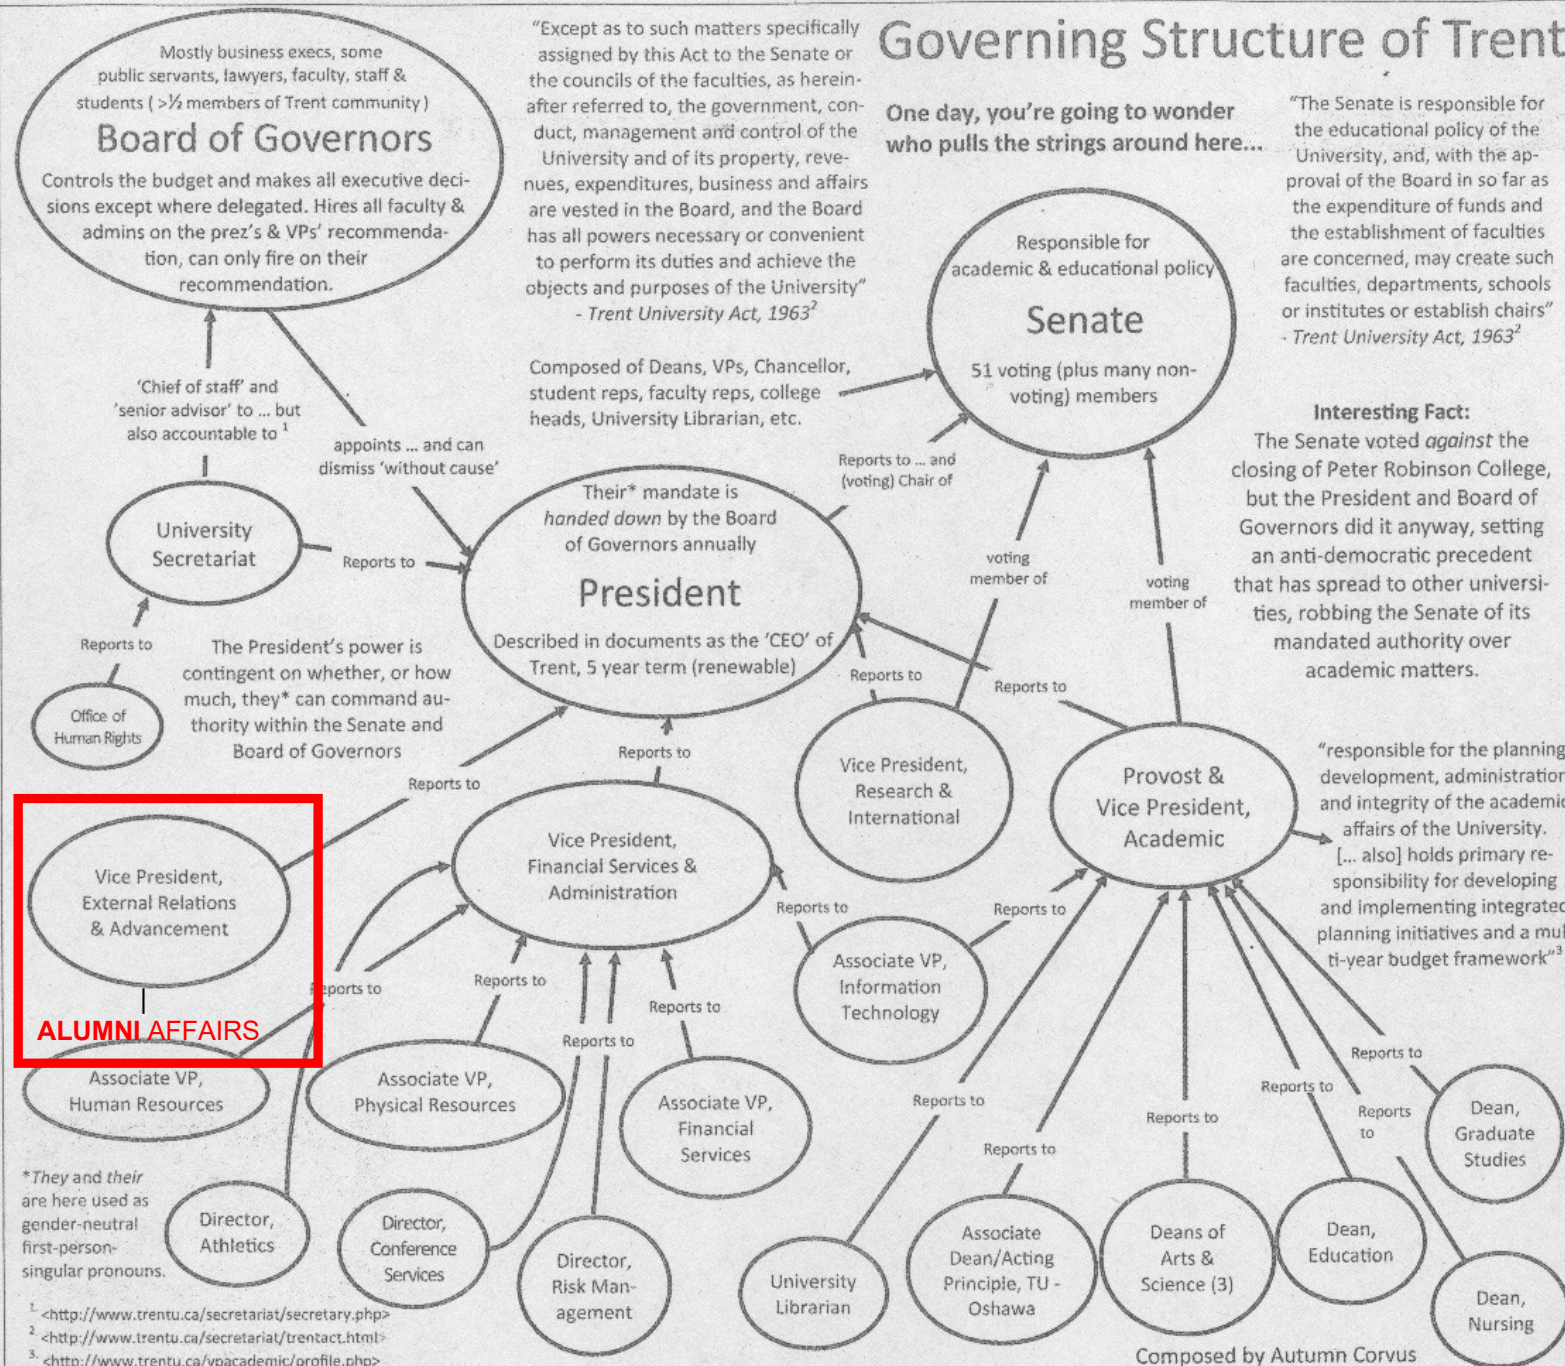 Governing Structure of Trent
One day, you're going to wonder
who pulls the strings around here...
Mostly business execs, some
public servants, lawyers, faculty, staff &
students ( >½ members of Trent community )
Board of Governors
Controls the budget and makes all executive deci-
sions except where delegated. Hires all faculty &
admins on the prez's & VPs' recommenda-
tion, can only fire on their
recommendation.
"Except as to such matters specifically
assigned by this Act to the Senate or
the councils of the faculties, as herein-
after referred to, the government, con-
duct, management and control of the
University and of its property, reve-
nues, expenditures, business and affairs
are vested in the Board, and the Board
has all powers necessary or convenient
to perform its duties and achieve the
objects and purposes of the University"
- Trent University Act, 1963²
"The Senate is responsible for
the educational policy of the
University, and, with the ap-
proval of the Board in so far as
the expenditure of funds and
the establishment of faculties
are concerned, may create such
faculties, departments, schools
or institutes or establish chairs"
- Trent University Act, 1963²
Responsible for
academic & educational policy
Senate
51 voting (plus many non-
voting) members
Composed of Deans, VPs, Chancellor,
student reps, faculty reps, college
heads, University Librarian, etc.
Interesting Fact:
The Senate voted against the
closing of Peter Robinson College,
but the President and Board of
Governors did it anyway, setting
an anti-democratic precedent
that has spread to other universi-
ties, robbing the Senate of its
mandated authority over
academic matters.
'Chief of staff' and
'senior advisor' to ... but
also accountable to ¹
appoints ... and can
dismiss 'without cause'
Reports to ... and
(voting) Chair of
University
Secretariat
Reports to
Their* mandate is
handed down by the Board
of Governors annually
President
Described in documents as the 'CEO' of
Trent, 5 year term (renewable)
voting
member of
voting
member of
Reports to
Office of
Human Rights
The President's power is
contingent on whether, or how
much, they* can command au-
thority within the Senate and
Board of Governors
Reports to
Reports to
Reports to
Reports to
Vice President,
External Relations
& Advancement
ALUMNI AFFAIRS
Vice President,
Financial Services &
Administration
Vice President,
Research &
International
Provost &
Vice President,
Academic
"responsible for the planning
development, administration
and integrity of the academic
affairs of the University.
[... also] holds primary re-
sponsibility for developing
and implementing integrated
planning initiatives and a mul
ti-year budget framework"³
Reports to
Reports to
Reports to
Reports to
Reports to
Reports to
Associate VP,
Information
Technology
Associate VP,
Human Resources
Associate VP,
Physical Resources
Associate VP,
Financial
Services
Reports to
Reports to
Reports to
Reports to
Reports
to
Reports to
Dean,
Graduate
Studies
*They and their
are here used as
gender-neutral
first-person-
singular pronouns.
Director,
Athletics
Director,
Conference
Services
Director,
Risk Man-
agement
University
Librarian
Associate
Dean/Acting
Principle, TU -
Oshawa
Deans of
Arts &
Science (3)
Dean,
Education
Dean,
Nursing
1. <http://www.trentu.ca/secretariat/secretary.php>
2. <http://www.trentu.ca/secretariat/trentact.html>
3. <http://www.trentu.ca/vpacademic/profile.php>
Composed by Autumn Corvus